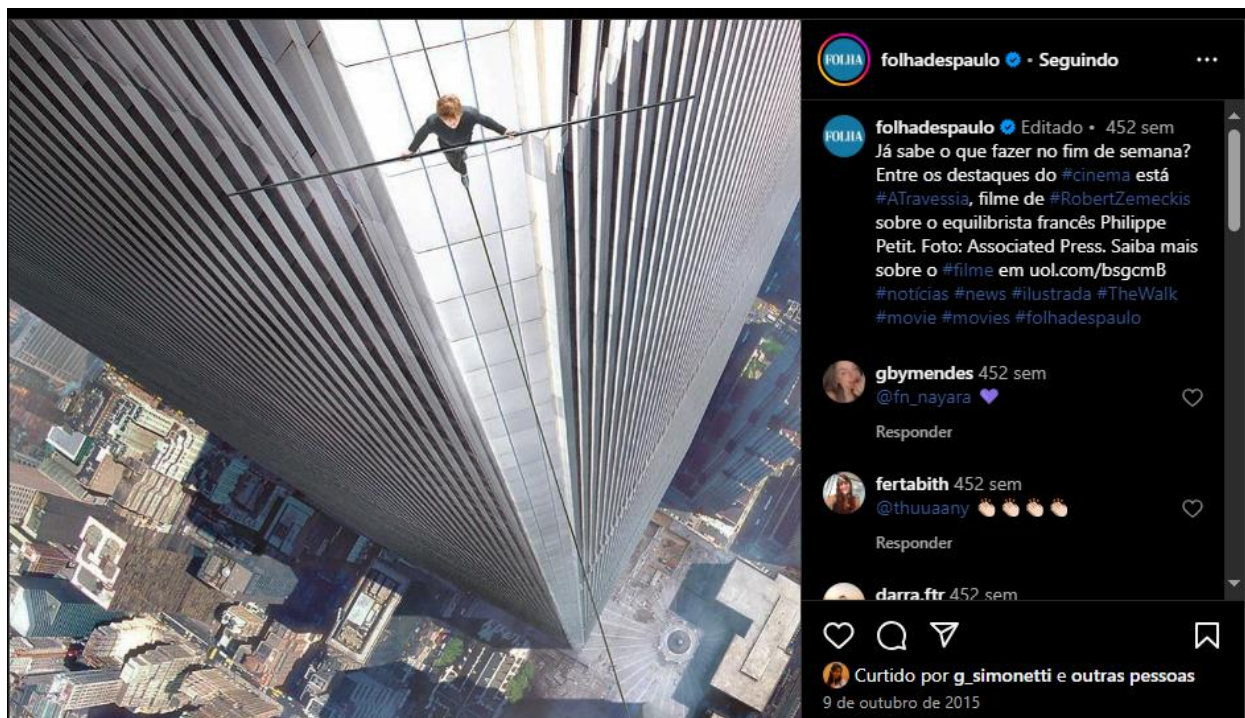 FOLHA
folhadespaulo • Seguindo
FOLHA
folhadespaulo Editado • 452 sem
Já sabe o que fazer no fim de semana?
Entre os destaques do #cinema está
#ATravessia, filme de #RobertZemeckis
sobre o equilibrista francês Philippe
Petit. Foto: Associated Press. Saiba mais
sobre o #filme em uol.com/bsgcmB
#notícias #news #ilustrada #TheWalk
#movie #movies #folhadespaulo
gbymendes 452 sem
@fn_nayara 💜
Responder
fertabith 452 sem
@thuuaany 👏🏻👏🏻👏🏻👏🏻
Responder
darra.ftr 452 sem
Curtido por g_simonetti e outras pessoas
9 de outubro de 2015